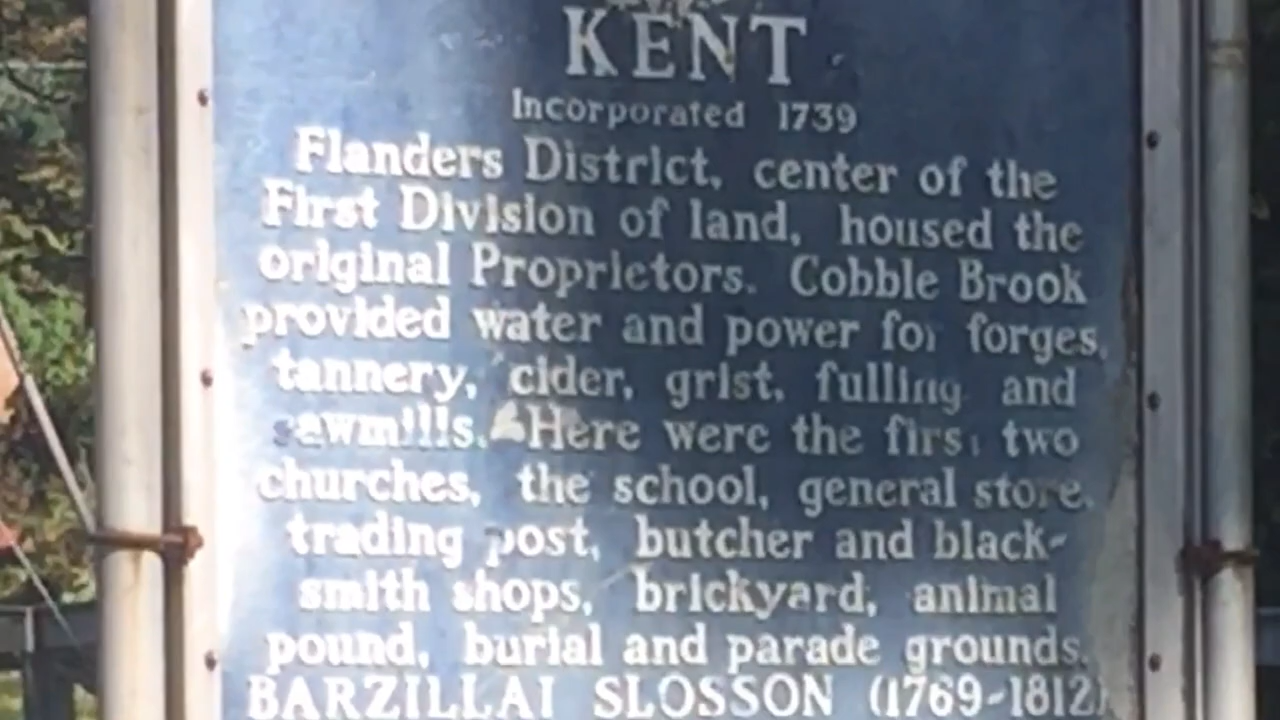 KENT
Incorporated 1739
Flanders District, center of the
First Division of land, housed the
original Proprietors. Cobble Brook
provided water and power for forges,
tannery, cider, grist, fulling and
sawmills. Here were the first two
churches, the school, general store,
trading post, butcher and black-
smith shops, brickyard, animal
pound, burial and parade grounds.
BARZILLAI SLOSSON (1769-1812)